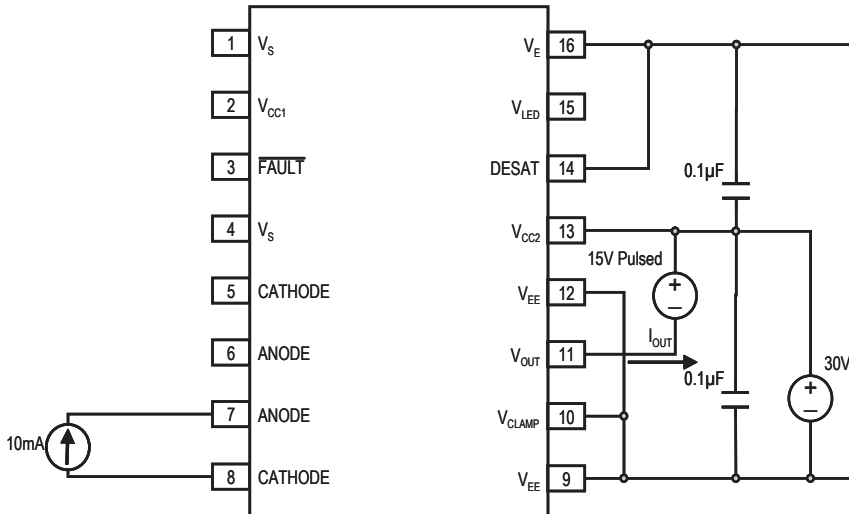 1 V_S
2 V_CC1
3 FAULT
4 V_S
5 CATHODE
6 ANODE
7 ANODE
8 CATHODE
10mA
V_E 16
V_LED 15
DESAT 14
V_CC2 13
V_EE 12
V_OUT 11
V_CLAMP 10
V_EE 9
0.1µF
15V Pulsed
+
−
I_OUT
0.1µF
30V
+
−